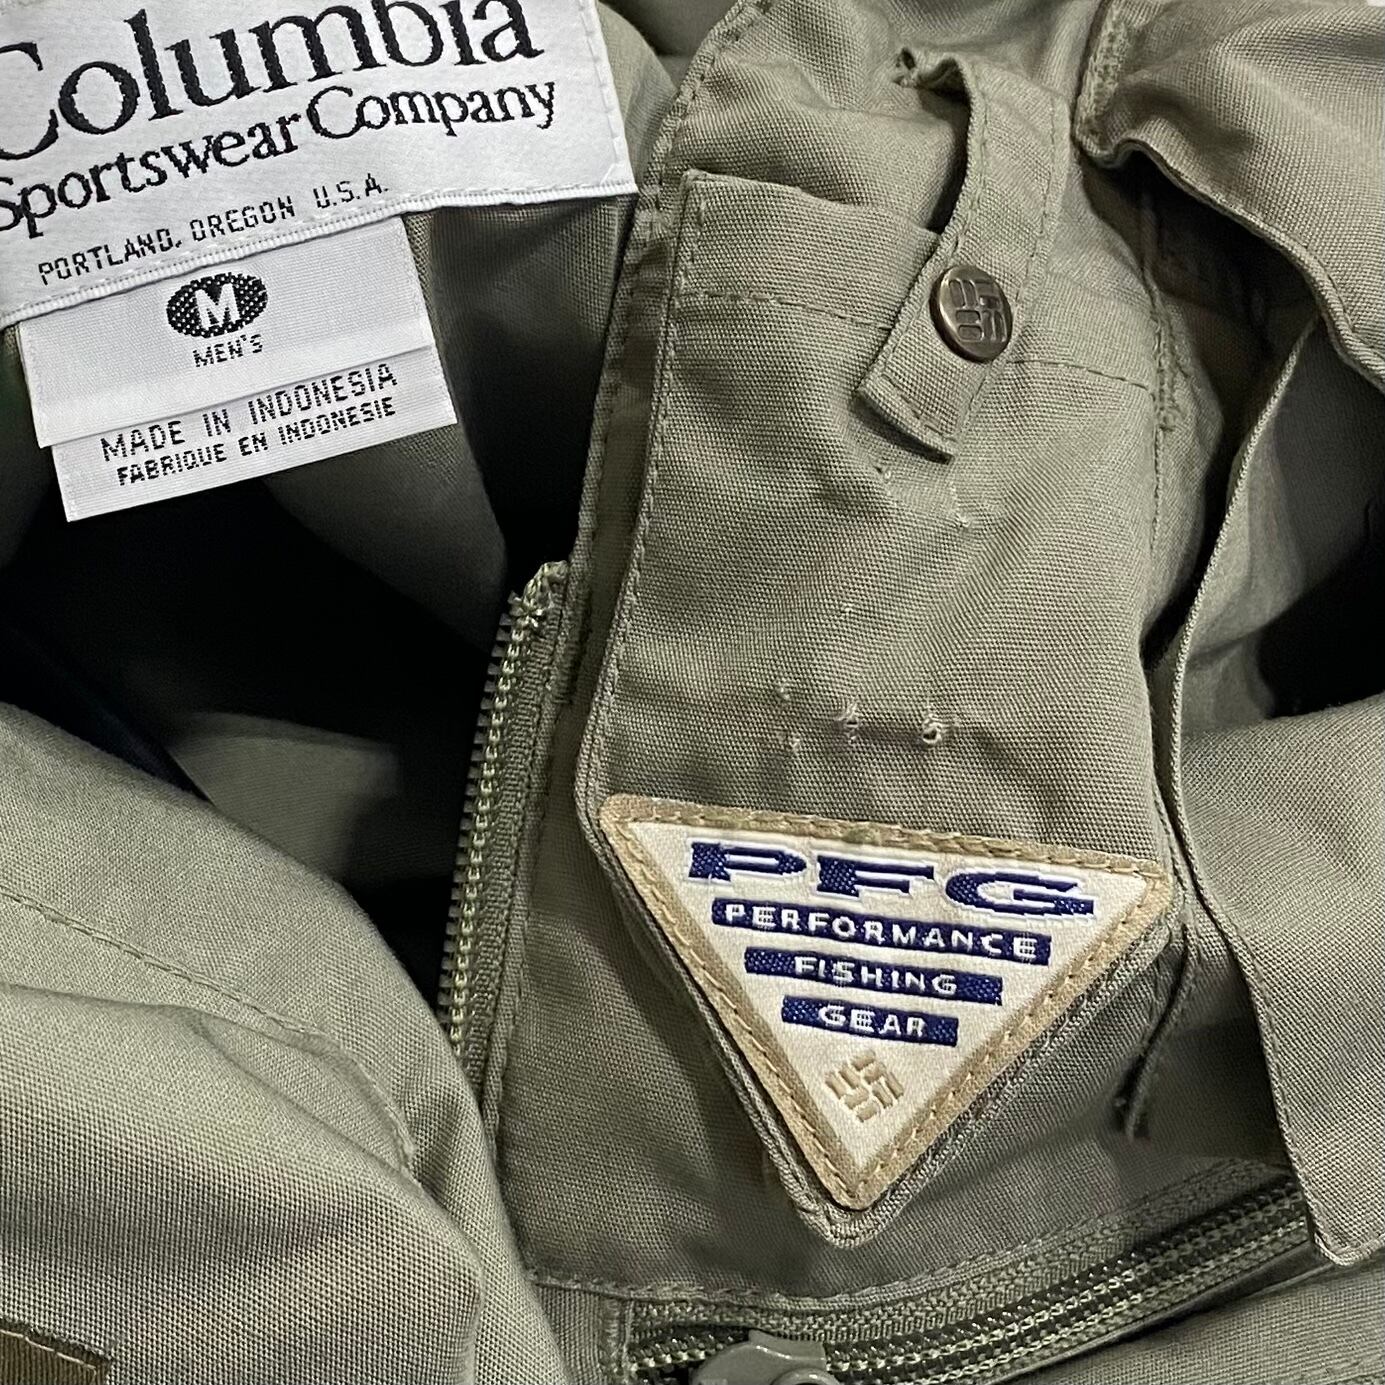 Columbia
Sportswear Company
PORTLAND, OREGON U.S.A.
M
MEN'S
MADE IN INDONESIA
FABRIQUE EN INDONESIE
PFG
PERFORMANCE
FISHING
GEAR